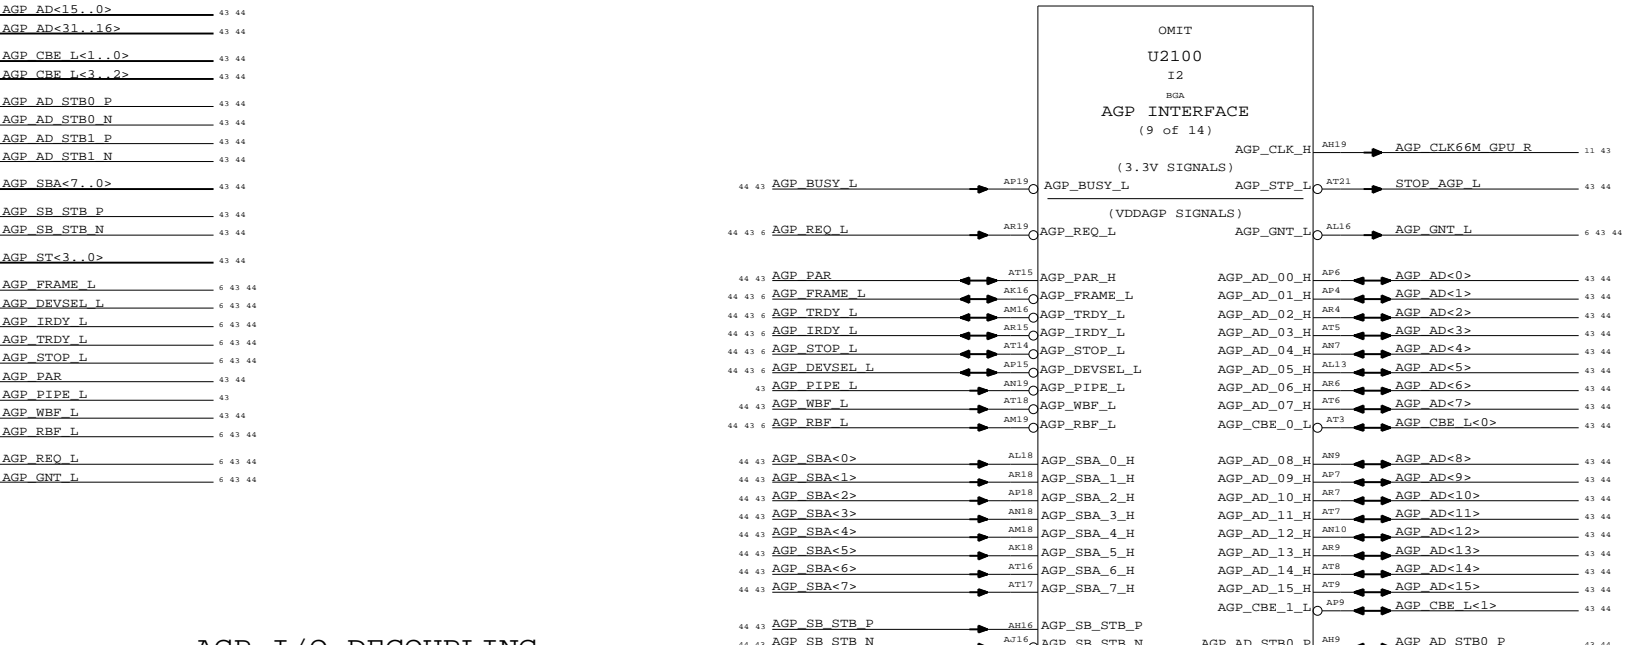 AGP_AD<15..0> 43 44
AGP_AD<31..16> 43 44
AGP_CBE_L<1..0> 43 44
AGP_CBE_L<3..2> 43 44
AGP_AD_STB0_P 43 44
AGP_AD_STB0_N 43 44
AGP_AD_STB1_P 43 44
AGP_AD_STB1_N 43 44
AGP_SBA<7..0> 43 44
AGP_SB_STB_P 43 44
AGP_SB_STB_N 43 44
AGP_ST<3..0> 43 44
AGP_FRAME_L 6 43 44
AGP_DEVSEL_L 6 43 44
AGP_IRDY_L 6 43 44
AGP_TRDY_L 6 43 44
AGP_STOP_L 6 43 44
AGP_PAR 43 44
AGP_PIPE_L 43
AGP_WBF_L 43 44
AGP_RBF_L 6 43 44
AGP_REQ_L 6 43 44
AGP_GNT_L 6 43 44
AGP I/O DECOUPLING
OMIT
U2100
I2
BGA
AGP INTERFACE
(9 of 14)
AGP_CLK_H AH19 AGP_CLK66M_GPU_R 11 43
(3.3V SIGNALS)
44 43 AGP_BUSY_L AP19 AGP_BUSY_L AGP_STP_L AT21 STOP_AGP_L 43 44
(VDDAGP SIGNALS)
44 43 6 AGP_REQ_L AR19 AGP_REQ_L AGP_GNT_L AL16 AGP_GNT_L 6 43 44
44 43 AGP_PAR AT15 AGP_PAR_H AGP_AD_00_H AP6 AGP_AD<0> 43 44
44 43 6 AGP_FRAME_L AK16 AGP_FRAME_L AGP_AD_01_H AP4 AGP_AD<1> 43 44
44 43 6 AGP_TRDY_L AM16 AGP_TRDY_L AGP_AD_02_H AR4 AGP_AD<2> 43 44
44 43 6 AGP_IRDY_L AR15 AGP_IRDY_L AGP_AD_03_H AT5 AGP_AD<3> 43 44
44 43 6 AGP_STOP_L AT14 AGP_STOP_L AGP_AD_04_H AN7 AGP_AD<4> 43 44
44 43 6 AGP_DEVSEL_L AP15 AGP_DEVSEL_L AGP_AD_05_H AL13 AGP_AD<5> 43 44
43 AGP_PIPE_L AN19 AGP_PIPE_L AGP_AD_06_H AR6 AGP_AD<6> 43 44
44 43 AGP_WBF_L AT18 AGP_WBF_L AGP_AD_07_H AT6 AGP_AD<7> 43 44
44 43 6 AGP_RBF_L AM19 AGP_RBF_L AGP_CBE_0_L AT3 AGP_CBE_L<0> 43 44
44 43 AGP_SBA<0> AL18 AGP_SBA_0_H AGP_AD_08_H AN9 AGP_AD<8> 43 44
44 43 AGP_SBA<1> AR18 AGP_SBA_1_H AGP_AD_09_H AP7 AGP_AD<9> 43 44
44 43 AGP_SBA<2> AP18 AGP_SBA_2_H AGP_AD_10_H AR7 AGP_AD<10> 43 44
44 43 AGP_SBA<3> AN18 AGP_SBA_3_H AGP_AD_11_H AT7 AGP_AD<11> 43 44
44 43 AGP_SBA<4> AM18 AGP_SBA_4_H AGP_AD_12_H AN10 AGP_AD<12> 43 44
44 43 AGP_SBA<5> AK18 AGP_SBA_5_H AGP_AD_13_H AR9 AGP_AD<13> 43 44
44 43 AGP_SBA<6> AT16 AGP_SBA_6_H AGP_AD_14_H AT8 AGP_AD<14> 43 44
44 43 AGP_SBA<7> AT17 AGP_SBA_7_H AGP_AD_15_H AT9 AGP_AD<15> 43 44
AGP_CBE_1_L AP9 AGP_CBE_L<1> 43 44
44 43 AGP_SB_STB_P AH16 AGP_SB_STB_P
44 43 AGP_SB_STB_N AJ16 AGP_SB_STB_N AGP_AD_STB0_P AH9 AGP_AD_STB0_P 43 44